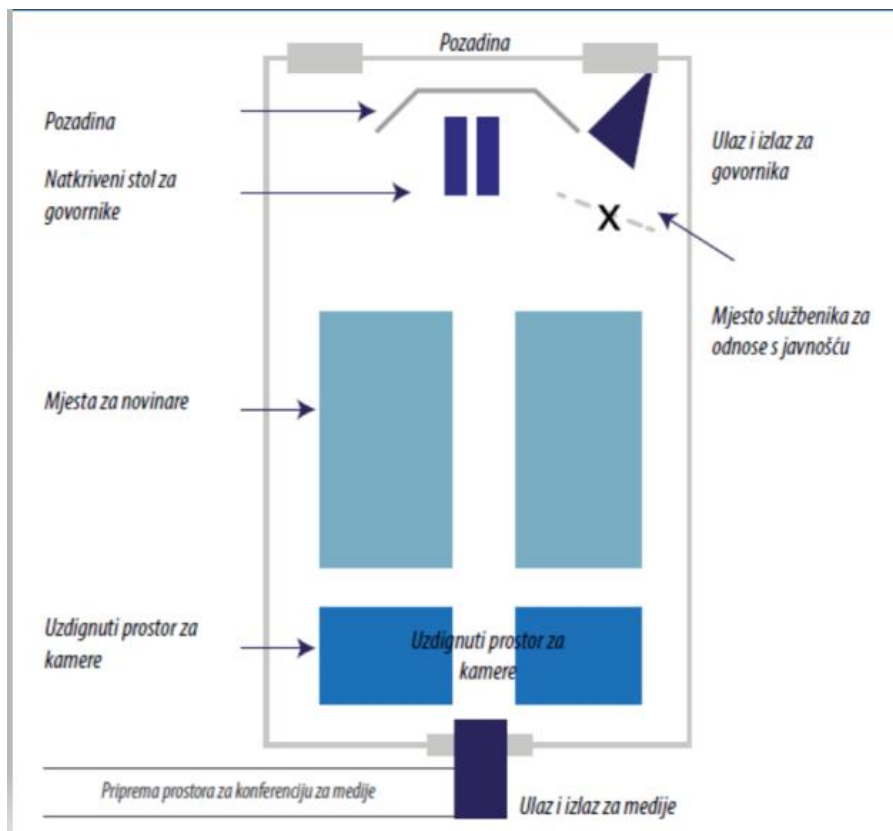 Pozadina
Pozadina
Ulaz i izlaz za
govornika
Natkriveni stol za
govornike
X
Mjesto službenika za
odnose s javnošću
Mjesta za novinare
Uzdignuti prostor za
kamere
Uzdignuti prostor za
kamere
Priprema prostora za konferenciju za medije
Ulaz i izlaz za medije